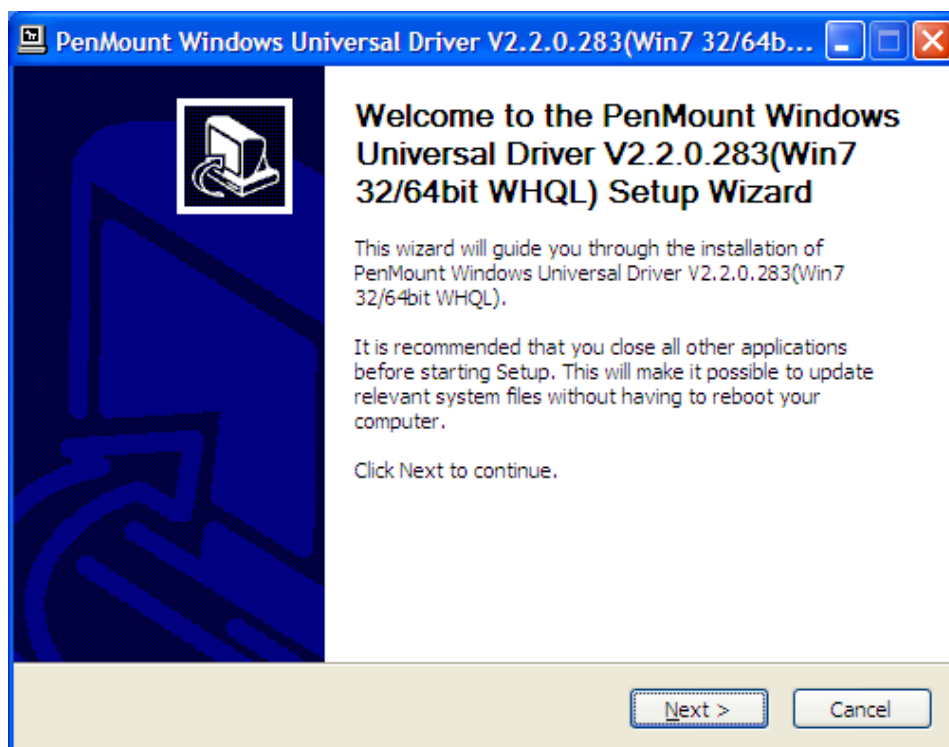 PenMount Windows Universal Driver V2.2.0.283(Win7 32/64b...
Welcome to the PenMount Windows
Universal Driver V2.2.0.283(Win7
32/64bit WHQL) Setup Wizard
This wizard will guide you through the installation of
PenMount Windows Universal Driver V2.2.0.283(Win7
32/64bit WHQL).
It is recommended that you close all other applications
before starting Setup. This will make it possible to update
relevant system files without having to reboot your
computer.
Click Next to continue.
Next >
Cancel